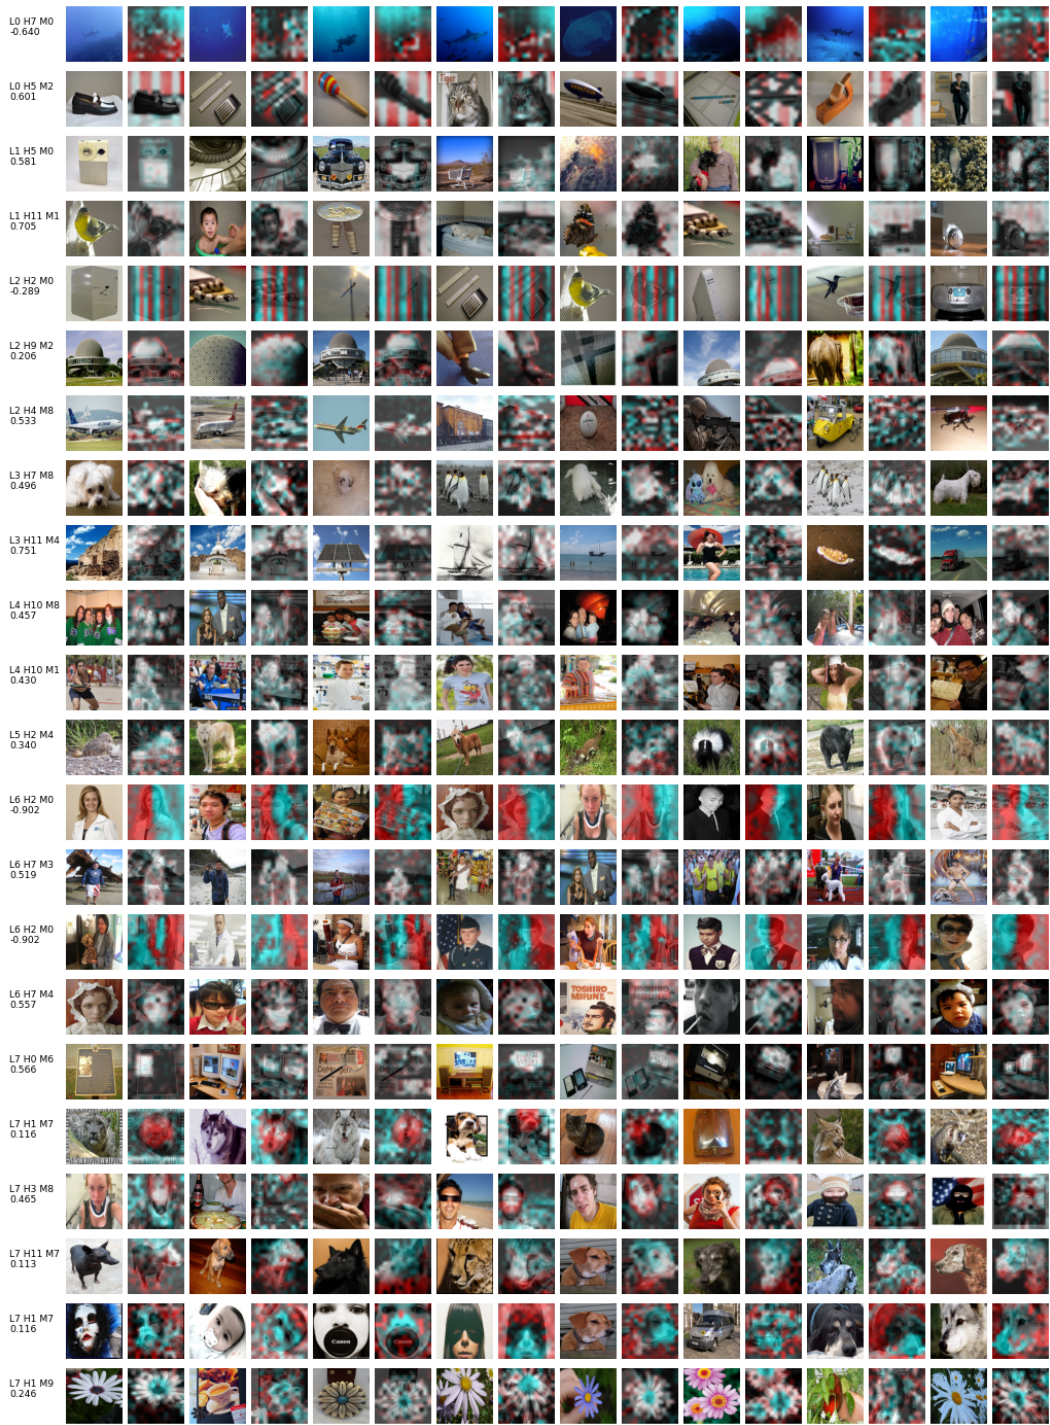 L0 H7 M0
-0.640
L0 H5 M2
0.601
Tiger
L1 H5 M0
0.581
L1 H11 M1
0.705
L2 H2 M0
-0.289
L2 H9 M2
0.206
L2 H4 M8
0.533
L3 H7 M8
0.496
L3 H11 M4
0.751
L4 H10 M8
0.457
L4 H10 M1
0.430
L5 H2 M4
0.340
L6 H2 M0
-0.902
L6 H7 M3
0.519
L6 H2 M0
-0.902
L6 H7 M4
0.557
TOSHIRO
MIFUNE
L7 H0 M6
0.566
L7 H1 M7
0.116
L7 H3 M8
0.465
L7 H11 M7
0.113
L7 H1 M7
0.116
Canon
L7 H1 M9
0.246